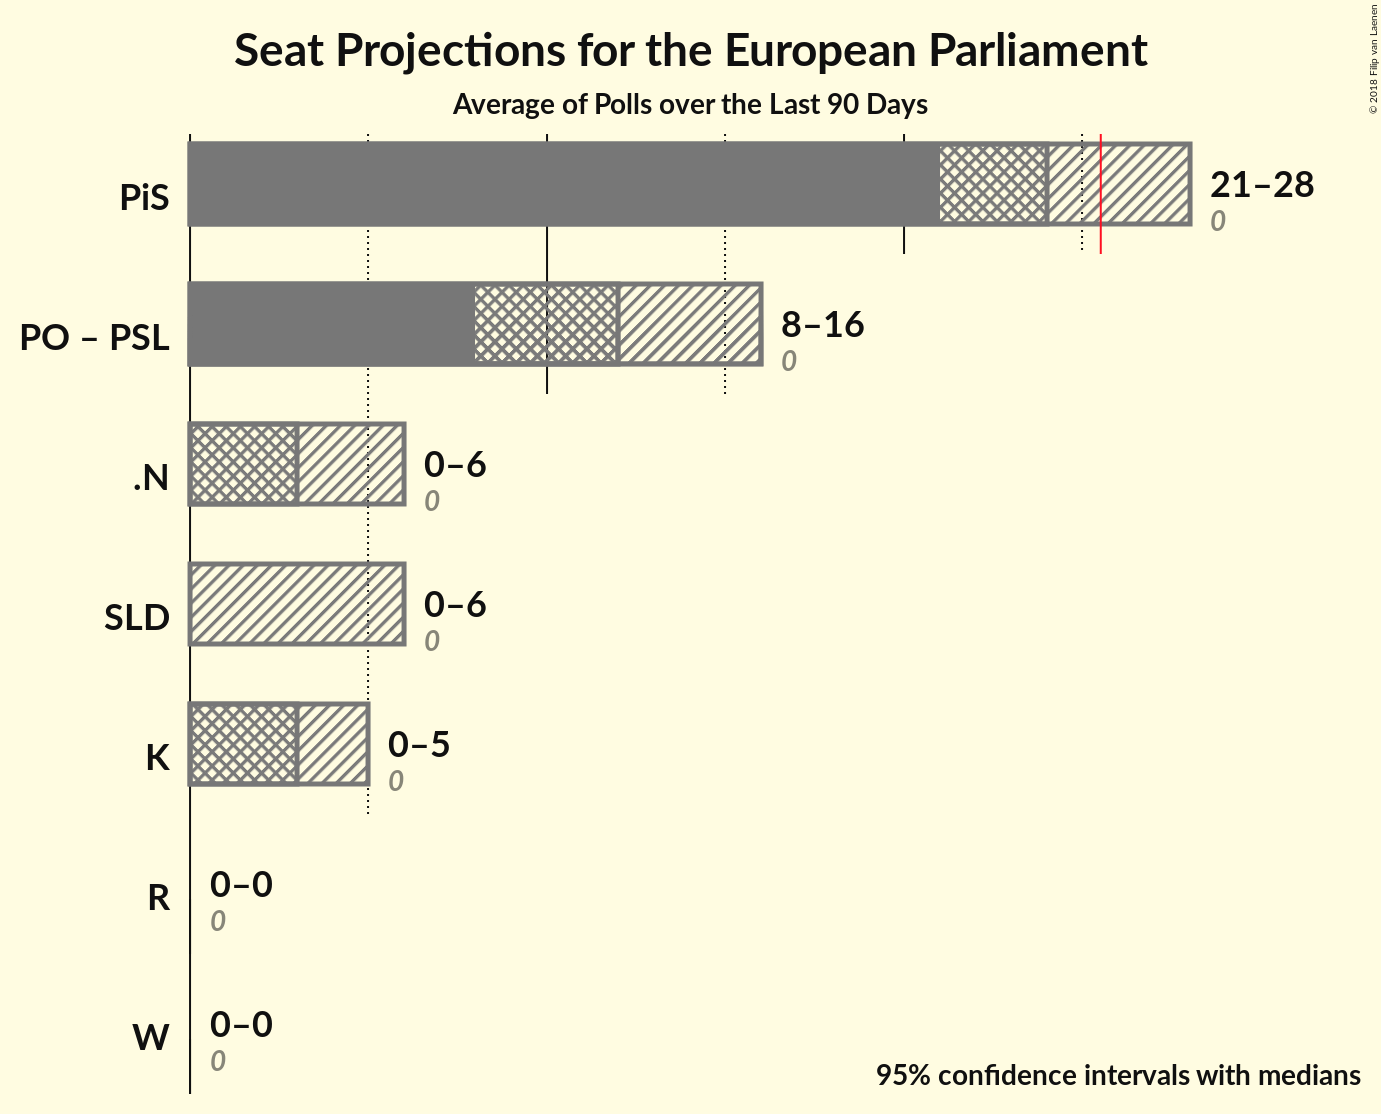 Seat Projections for the European Parliament
Average of Polls over the Last 90 Days
© 2018 Filip van Laenen
PiS
21–28
0
PO – PSL
8–16
0
.N
0–6
0
SLD
0–6
0
K
0–5
0
R
0–0
0
W
0–0
0
95% confidence intervals with medians